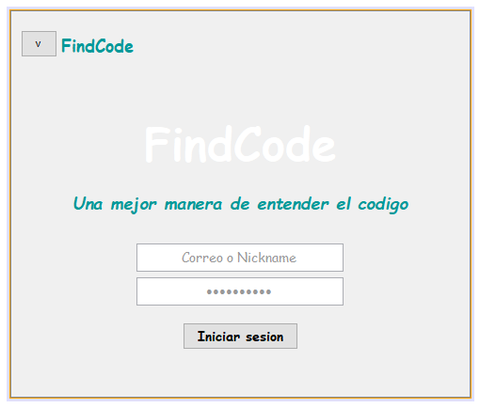 v FindCode
FindCode
Una mejor manera de entender el codigo
Correo o Nickname
••••••••••
Iniciar sesion